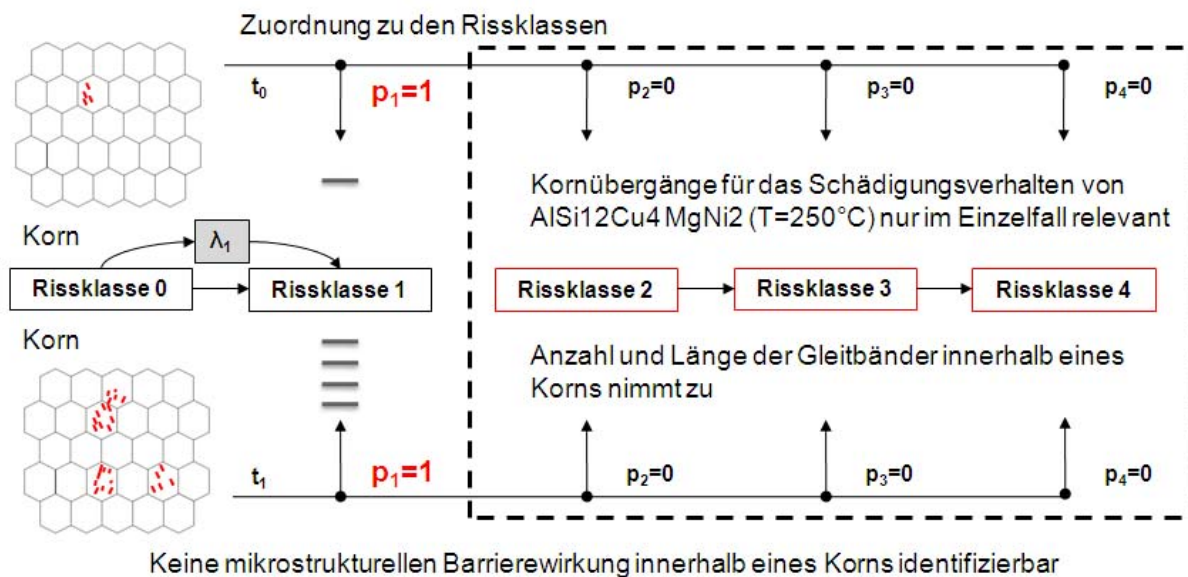 Zuordnung zu den Rissklassen
t0 p1=1 p2=0 p3=0 p4=0
Kornübergänge für das Schädigungsverhalten von
AlSi12Cu4 MgNi2 (T=250°C) nur im Einzelfall relevant
Korn
λ1
Rissklasse 0 Rissklasse 1 Rissklasse 2 Rissklasse 3 Rissklasse 4
Korn
Anzahl und Länge der Gleitbänder innerhalb eines
Korns nimmt zu
t1 p1=1 p2=0 p3=0 p4=0
Keine mikrostrukturellen Barrierewirkung innerhalb eines Korns identifizierbar